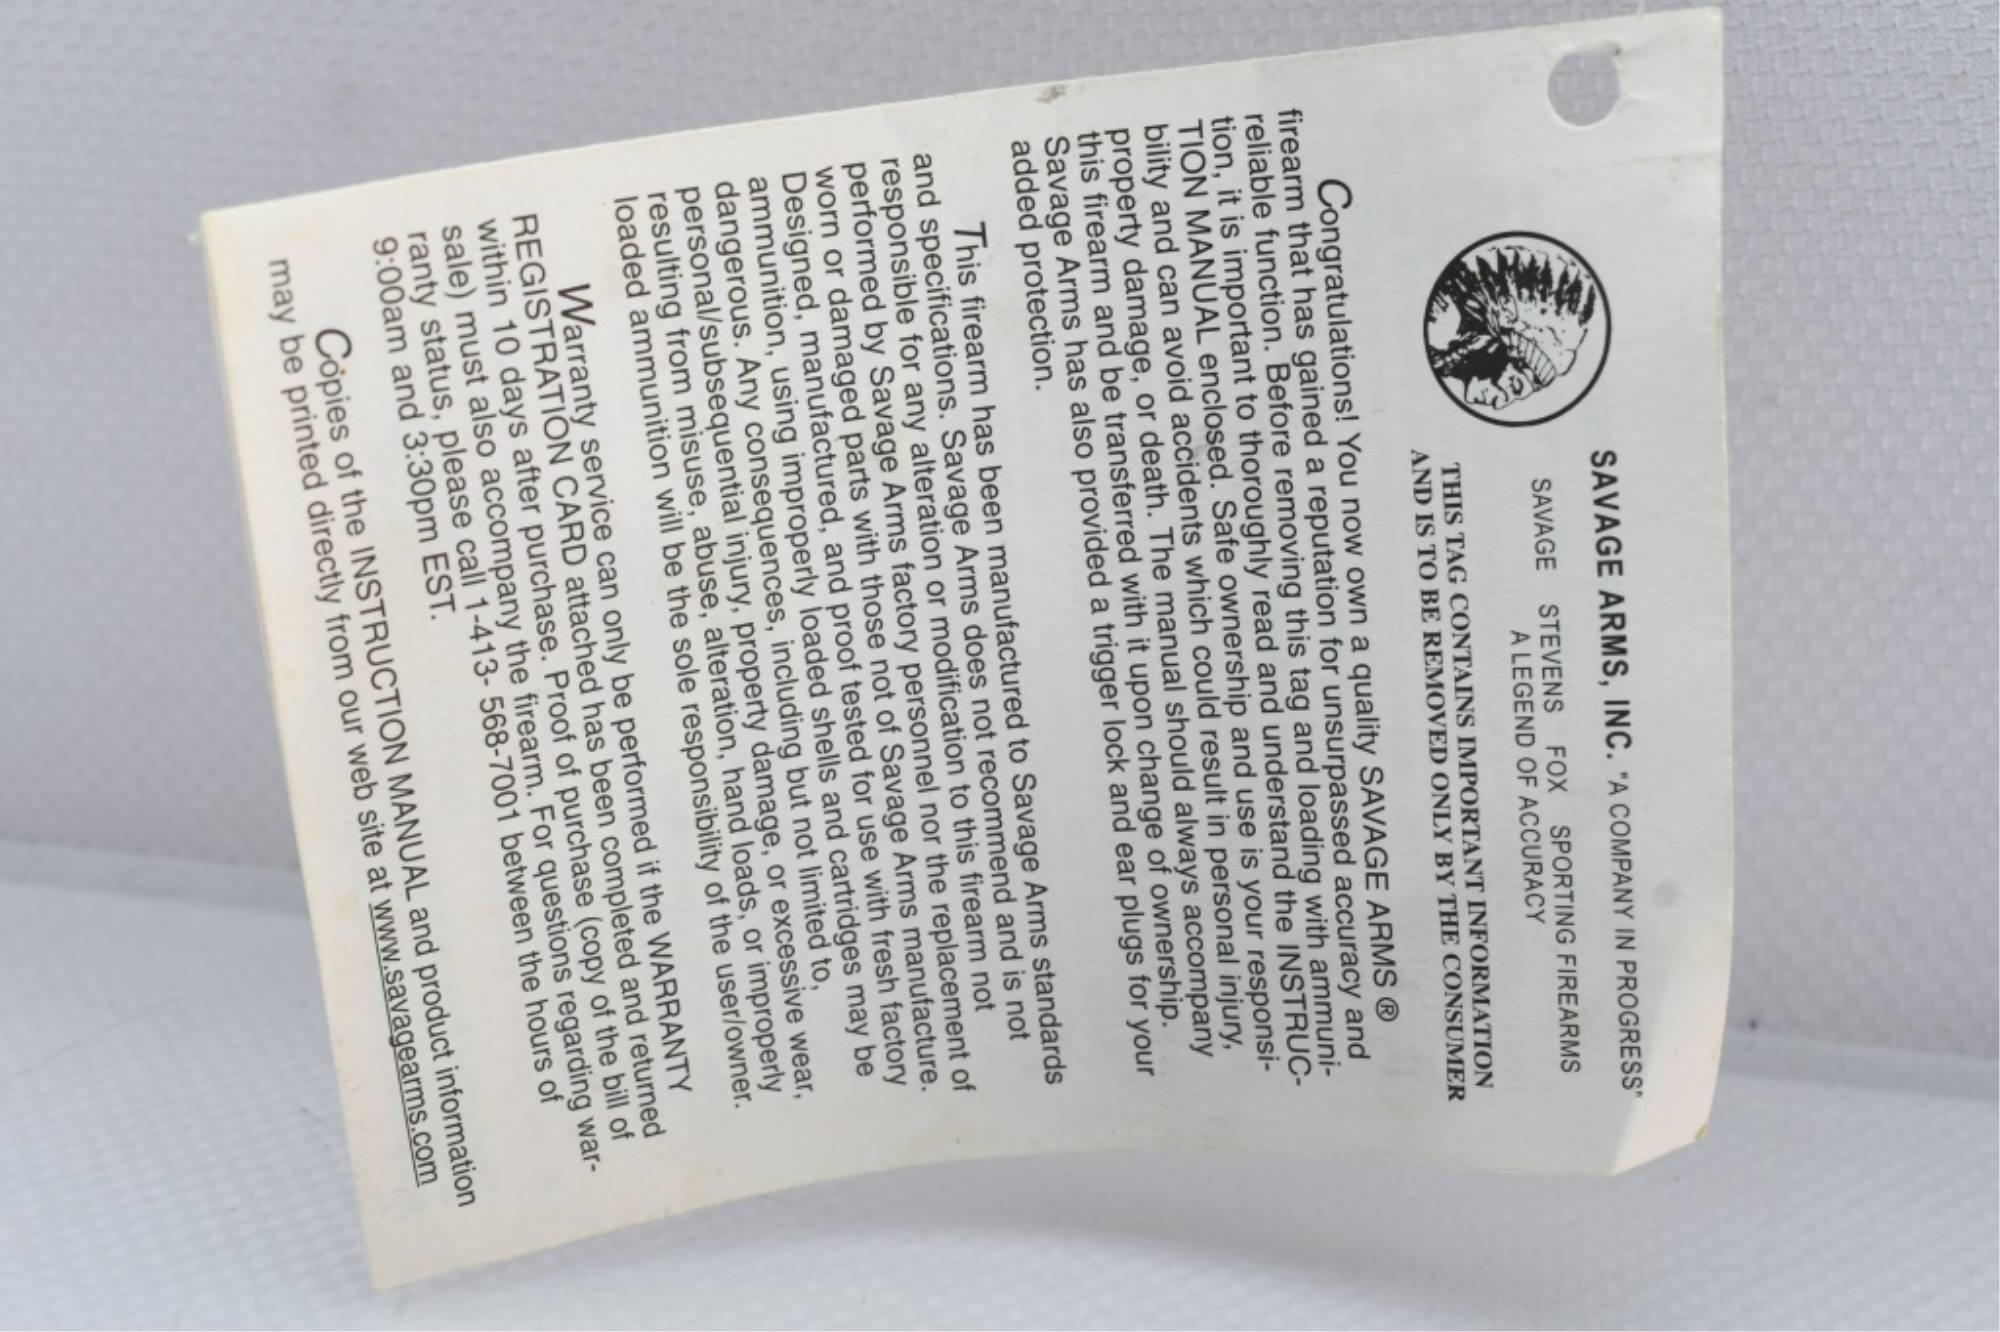 SAVAGE ARMS, INC. "A COMPANY IN PROGRESS"
SAVAGE STEVENS FOX SPORTING FIREARMS
A LEGEND OF ACCURACY
THIS TAG CONTAINS IMPORTANT INFORMATION
AND IS TO BE REMOVED ONLY BY THE CONSUMER
Congratulations! You now own a quality SAVAGE ARMS ®
firearm that has gained a reputation for unsurpassed accuracy and
reliable function. Before removing this tag and loading with ammuni-
tion, it is important to thoroughly read and understand the INSTRUC-
TION MANUAL enclosed. Safe ownership and use is your responsi-
bility and can avoid accidents which could result in personal injury,
property damage, or death. The manual should always accompany
this firearm and be transferred with it upon change of ownership.
Savage Arms has also provided a trigger lock and ear plugs for your
added protection.
This firearm has been manufactured to Savage Arms standards
and specifications. Savage Arms does not recommend and is not
responsible for any alteration or modification to this firearm not
performed by Savage Arms factory personnel nor the replacement of
worn or damaged parts with those not of Savage Arms manufacture.
Designed, manufactured, and proof tested for use with fresh factory
ammunition, using improperly loaded shells and cartridges may be
dangerous. Any consequences, including but not limited to,
personal/subsequential injury, property damage, or excessive wear,
resulting from misuse, abuse, alteration, hand loads, or improperly
loaded ammunition will be the sole responsibility of the user/owner.
Warranty service can only be performed if the WARRANTY
REGISTRATION CARD attached has been completed and returned
within 10 days after purchase. Proof of purchase (copy of the bill of
sale) must also accompany the firearm. For questions regarding war-
ranty status, please call 1-413- 568-7001 between the hours of
9:00am and 3:30pm EST.
Copies of the INSTRUCTION MANUAL and product information
may be printed directly from our web site at www.savagearms.com